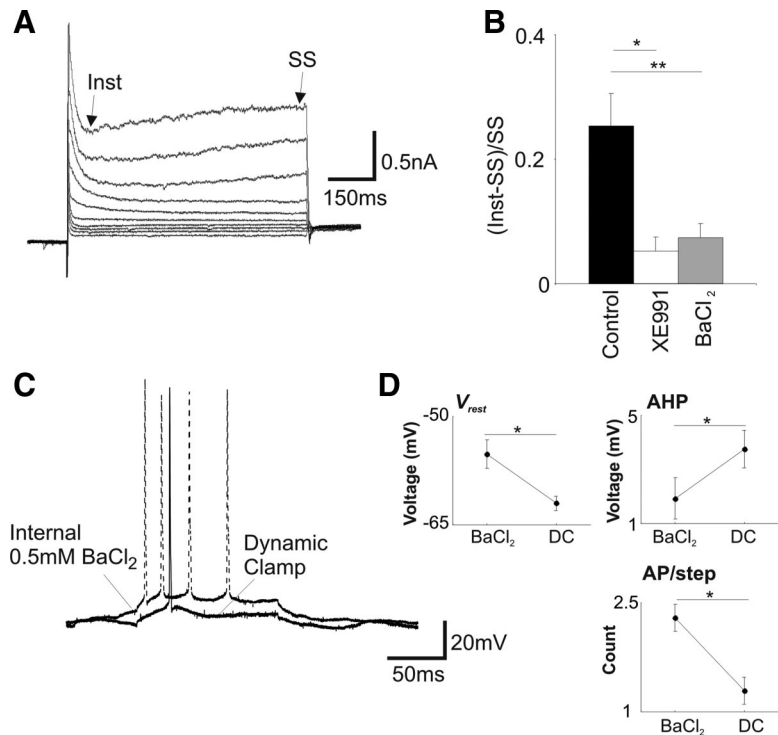 A
Inst
SS
0.5nA
150ms
B
(Inst-SS)/SS
0.4
0.2
0
*
**
Control
XE991
BaCl₂
C
Internal
0.5mM BaCl₂
Dynamic
Clamp
20mV
50ms
D
Vrest
Voltage (mV)
-50
-65
*
BaCl₂
DC
AHP
Voltage (mV)
5
1
*
BaCl₂
DC
AP/step
Count
2.5
1
*
BaCl₂
DC